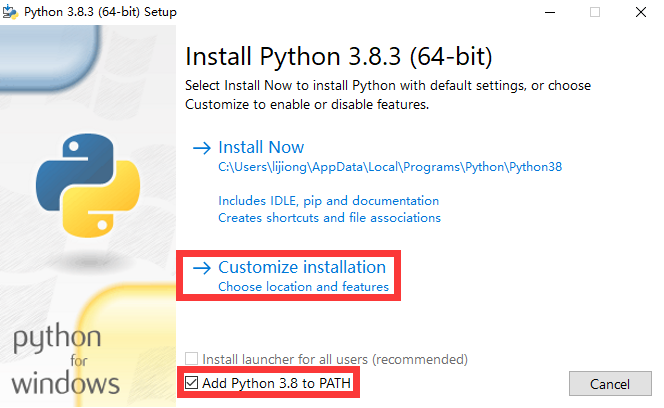 Python 3.8.3 (64-bit) Setup
Install Python 3.8.3 (64-bit)
Select Install Now to install Python with default settings, or choose
Customize to enable or disable features.
Install Now
C:\Users\lijiong\AppData\Local\Programs\Python\Python38
Includes IDLE, pip and documentation
Creates shortcuts and file associations
Customize installation
Choose location and features
python
for
windows
Install launcher for all users (recommended)
Add Python 3.8 to PATH
Cancel